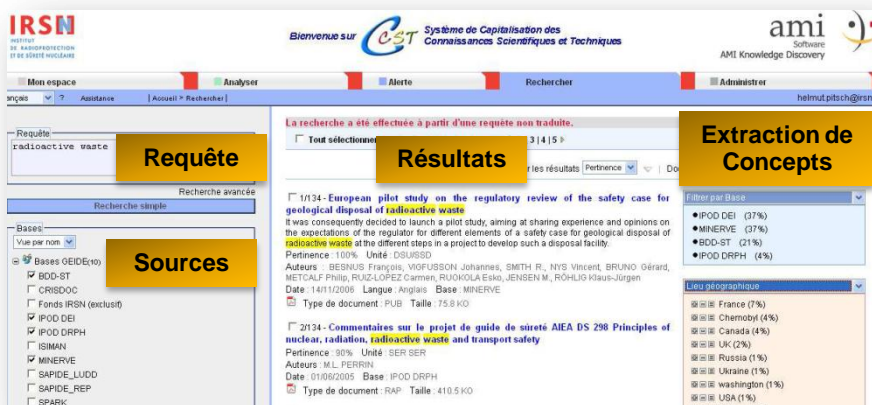 IRSN
INSTITUT
DE RADIOPROTECTION
ET DE SÛRETÉ NUCLÉAIRE
Bienvenue sur
CST
Système de Capitalisation des
Connaissances Scientifiques et Techniques
ami
Software
AMI Knowledge Discovery
Mon espace
Analyser
Alerte
Rechercher
Administrer
ançais
? Assistance
| Accueil > Rechercher |
helmut.pitsch@irsn
Requête
radioactive waste
Requête
Recherche avancée
Recherche simple
Bases
Vue par nom
Sources
Bases GEIDE(10)
BDD-ST
CRISDOC
Fonds IRSN (exclusif)
IPOD DEI
IPOD DRPH
ISIMAN
MINERVE
SAPIDE_LUDD
SAPIDE_REP
SPARK
La recherche a été effectuée à partir d'une requête non traduite.
Tout sélectionner
3 | 4 | 5
Résultats
les résultats Pertinence
1/134 - European pilot study on the regulatory review of the safety case for
geological disposal of radioactive waste
It was consequently decided to launch a pilot study, aiming at sharing experience and opinions on
the expectations of the regulator for different elements of a safety case for geological disposal of
radioactive waste at the different steps in a project to develop such a disposal facility.
Pertinence : 100% Unité : DSU/SSD
Auteurs : BESNUS François, VIGFUSSON Johannes, SMITH R., NYS Vincent, BRUNO Gérard,
METCALF Philip, RUIZ-LOPEZ Carmen, RUOKOLA Esko, JENSEN M., RÖHLIG Klaus-Jürgen
Date : 14/11/2006 Langue : Anglais Base : MINERVE
Type de document : PUB Taille : 75.8 KO
2/134 - Commentaires sur le projet de guide de sûreté AIEA DS 298 Principles of
nuclear, radiation, radioactive waste and transport safety
Pertinence : 90% Unité : SER SER
Auteurs : M.L. PERRIN
Date : 01/06/2005 Base : IPOD DRPH
Type de document : RAP Taille : 410.5 KO
Extraction de
Concepts
Filtrer par Base
IPOD DEI (37%)
MINERVE (37%)
BDD-ST (21%)
IPOD DRPH (4%)
Lieu géographique
France (7%)
Chernobyl (4%)
Canada (4%)
UK (2%)
Russia (1%)
Ukraine (1%)
washington (1%)
USA (1%)